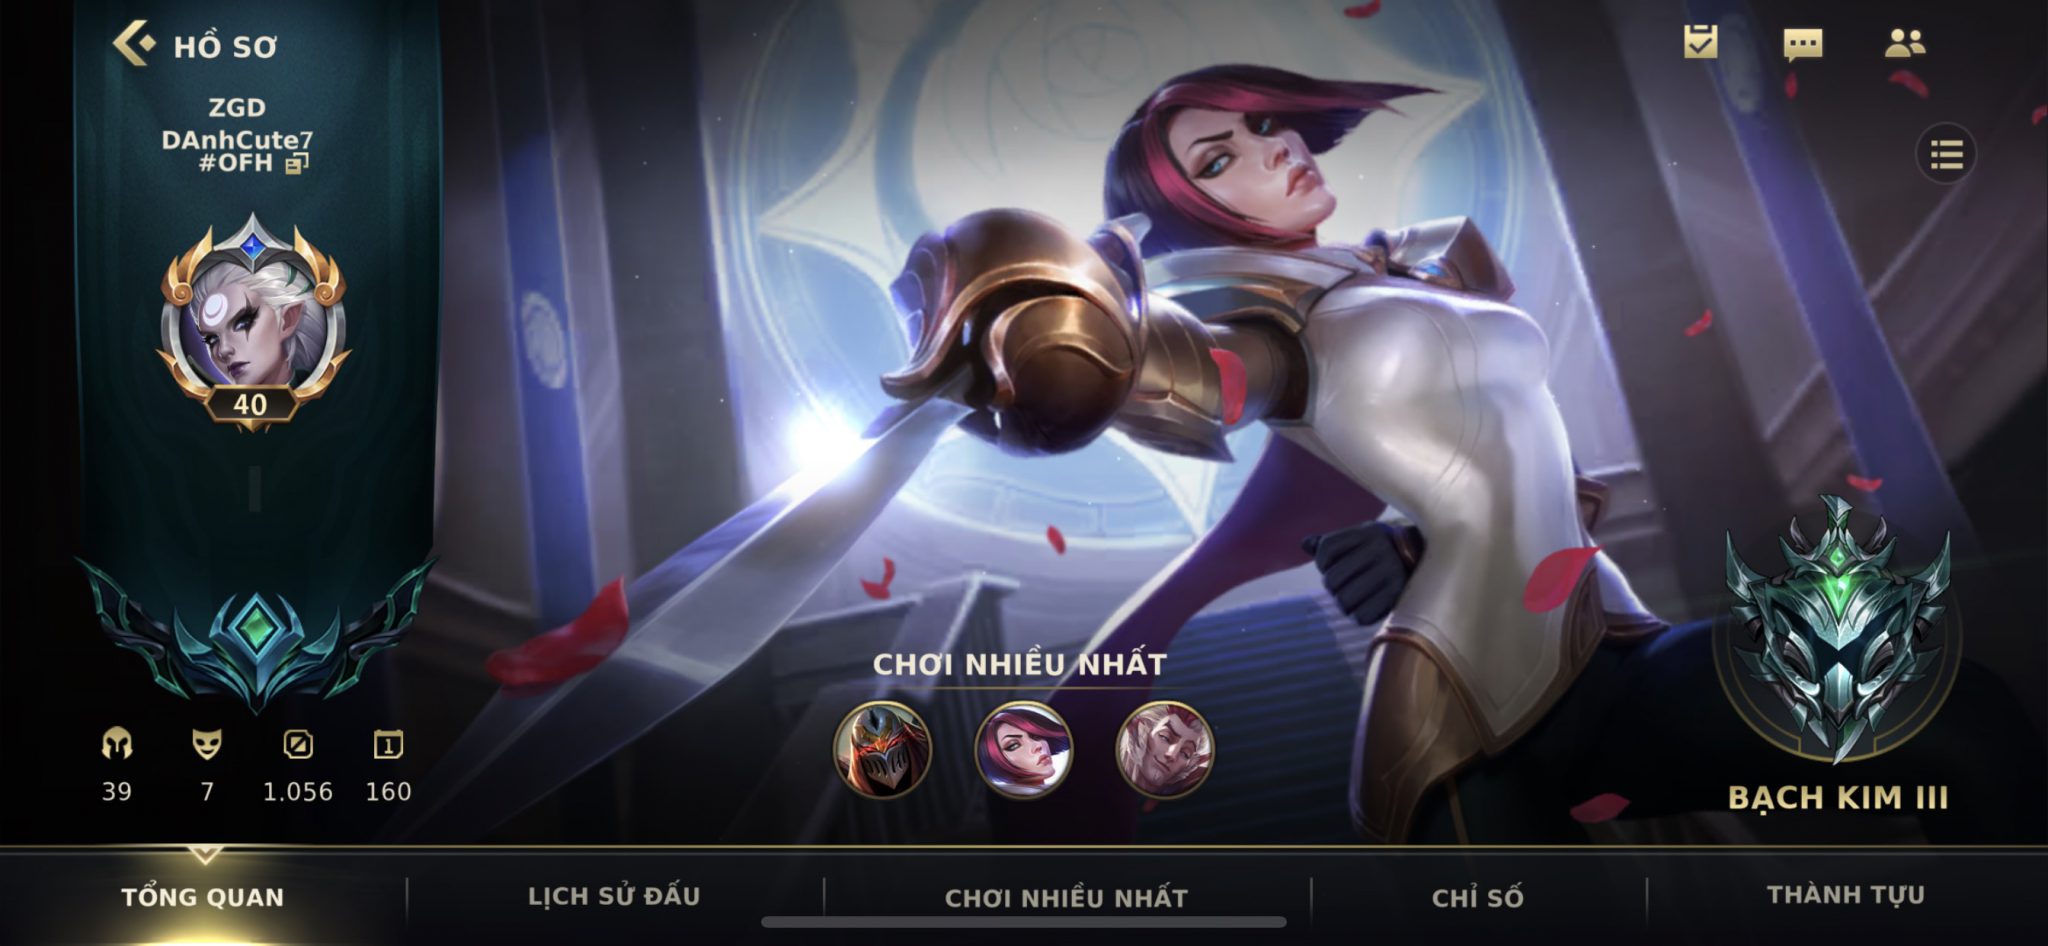 HỒ SƠ
ZGD
DAnhCute7
#OFH
40
39
7
1.056
1
160
CHƠI NHIỀU NHẤT
BẠCH KIM III
TỔNG QUAN
LỊCH SỬ ĐẤU
CHƠI NHIỀU NHẤT
CHỈ SỐ
THÀNH TỰU